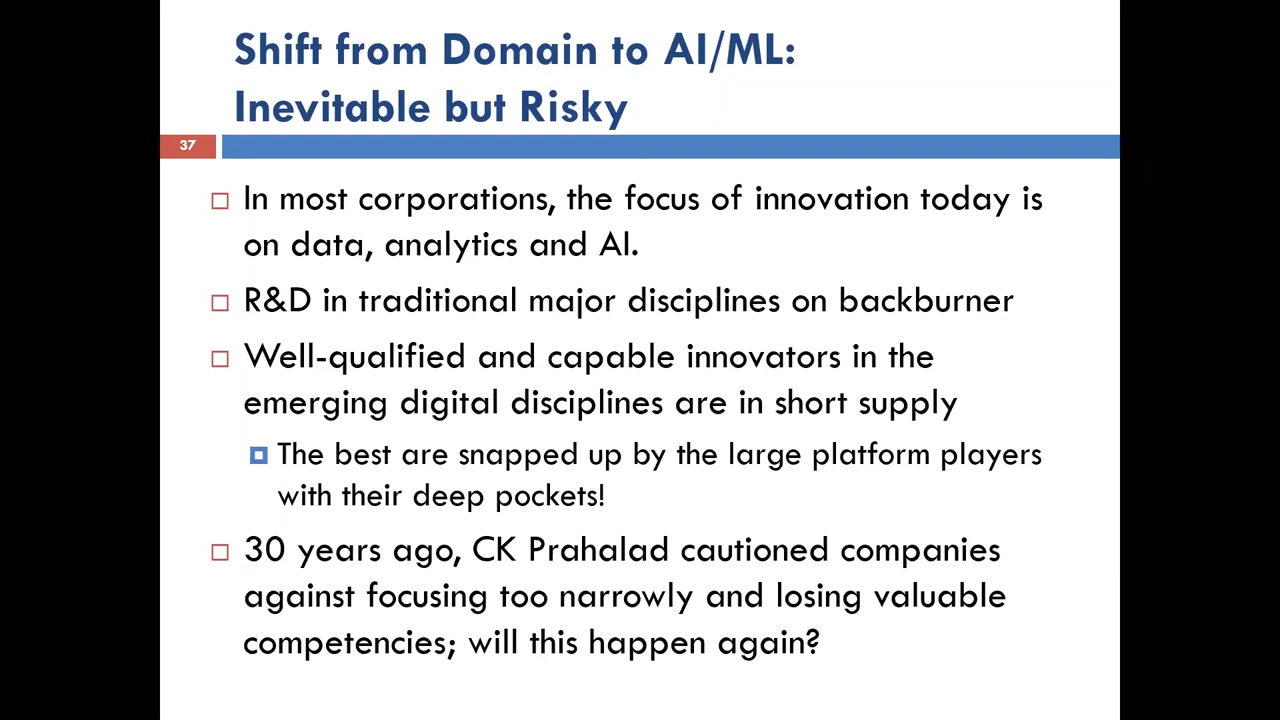 Shift from Domain to AI/ML:
Inevitable but Risky
37
In most corporations, the focus of innovation today is
on data, analytics and AI.
R&D in traditional major disciplines on backburner
Well-qualified and capable innovators in the
emerging digital disciplines are in short supply
The best are snapped up by the large platform players
with their deep pockets!
30 years ago, CK Prahalad cautioned companies
against focusing too narrowly and losing valuable
competencies; will this happen again?